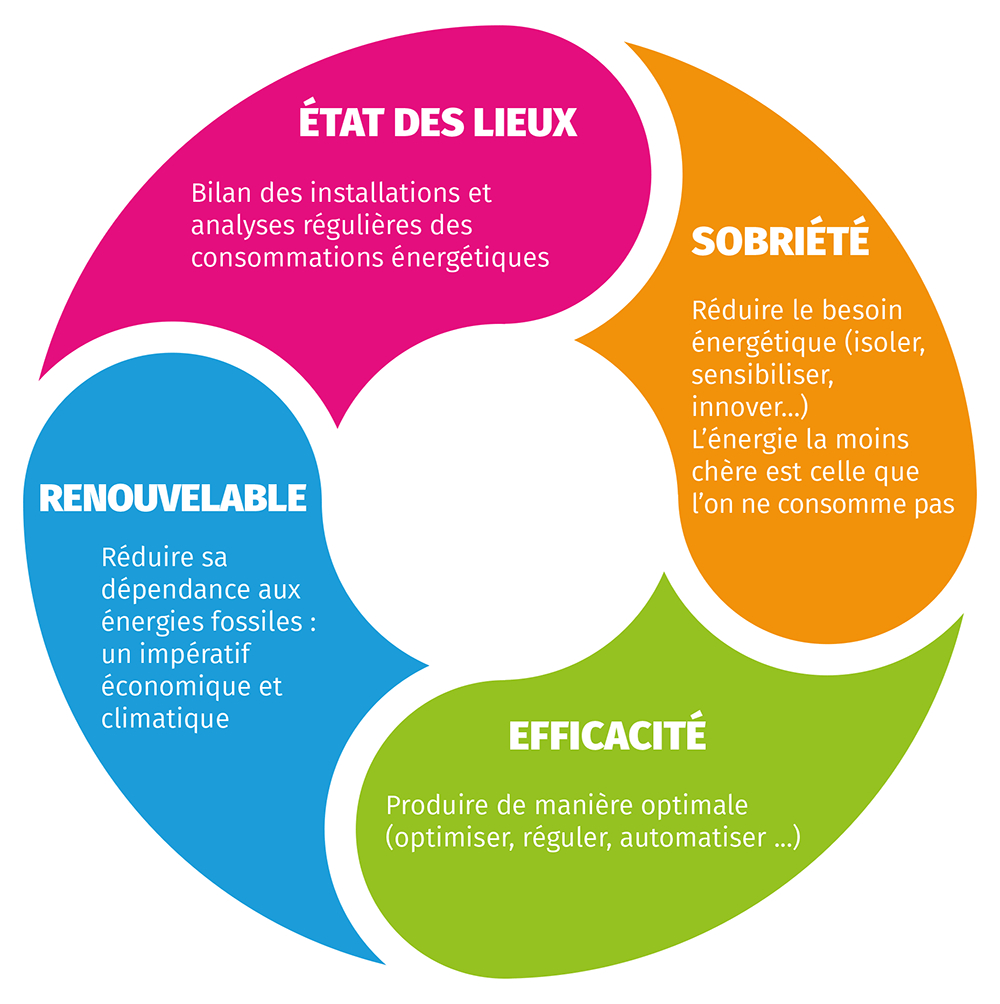 ÉTAT DES LIEUX
Bilan des installations et
analyses régulières des
consommations énergétiques
SOBRIÉTÉ
Réduire le besoin
énergétique (isoler,
sensibiliser,
innover...)
L’énergie la moins
chère est celle que
l’on ne consomme pas
EFFICACITÉ
Produire de manière optimale
(optimiser, réguler, automatiser ...)
RENOUVELABLE
Réduire sa
dépendance aux
énergies fossiles :
un impératif
économique et
climatique